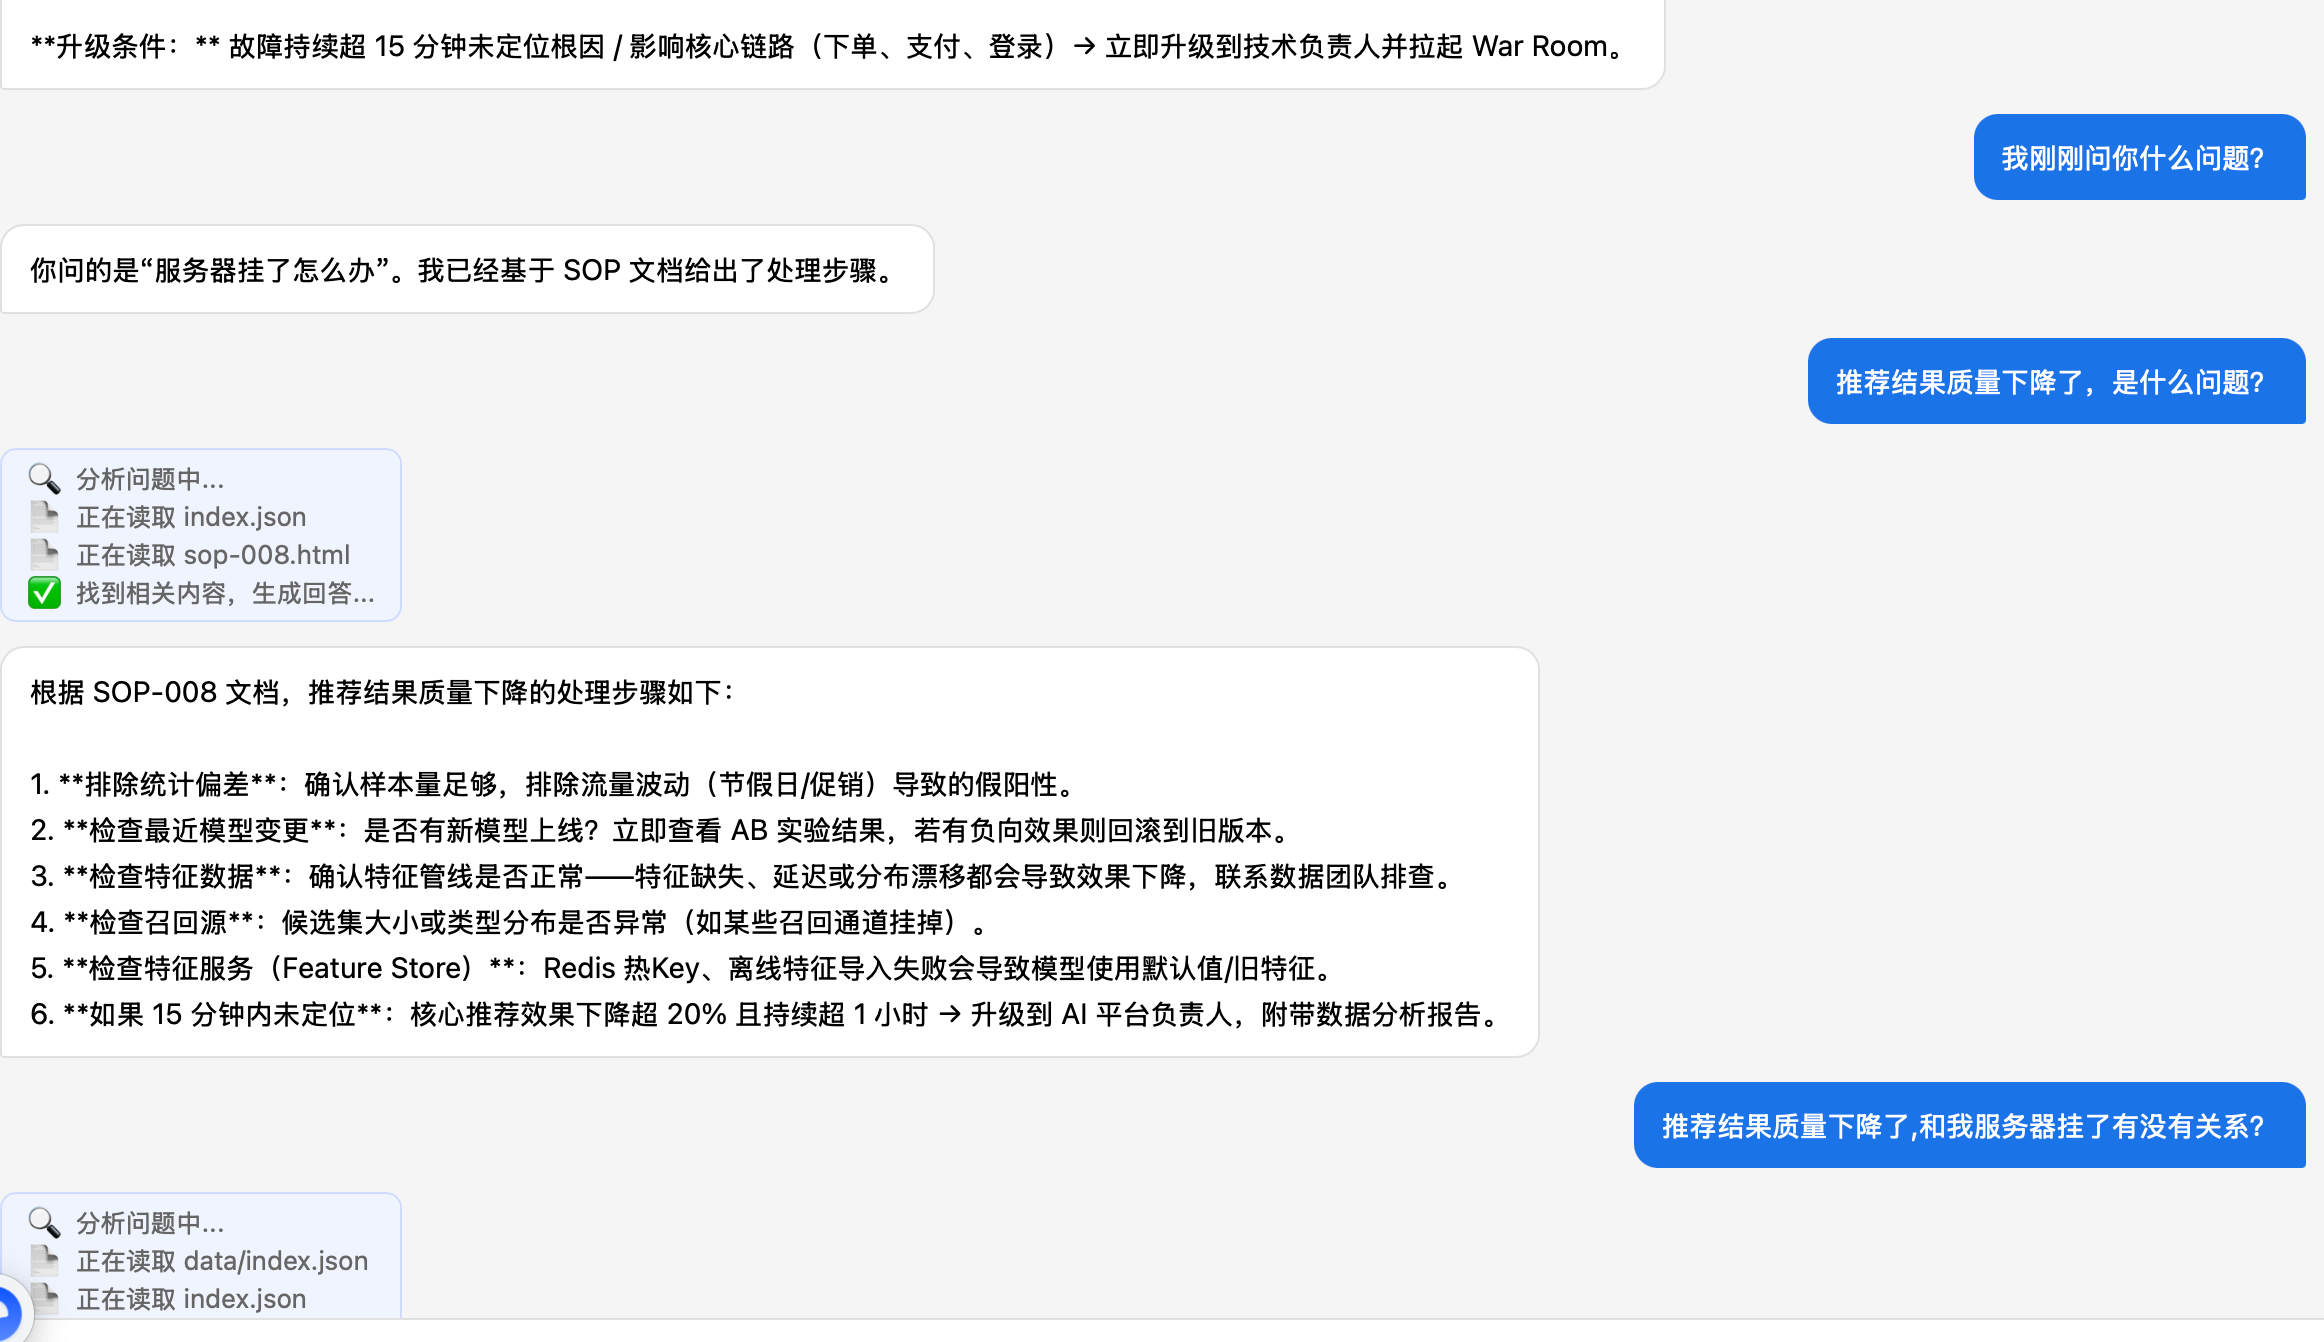 **升级条件：** 故障持续超 15 分钟未定位根因 / 影响核心链路（下单、支付、登录）→ 立即升级到技术负责人并拉起 War Room。
我刚刚问你什么问题?
你问的是“服务器挂了怎么办”。我已经基于 SOP 文档给出了处理步骤。
推荐结果质量下降了，是什么问题?
分析问题中...
正在读取 index.json
正在读取 sop-008.html
找到相关内容，生成回答...
根据 SOP-008 文档，推荐结果质量下降的处理步骤如下：
1. **排除统计偏差**：确认样本量足够，排除流量波动（节假日/促销）导致的假阳性。
2. **检查最近模型变更**：是否有新模型上线？立即查看 AB 实验结果，若有负向效果则回滚到旧版本。
3. **检查特征数据**：确认特征管线是否正常——特征缺失、延迟或分布漂移都会导致效果下降，联系数据团队排查。
4. **检查召回源**：候选集大小或类型分布是否异常（如某些召回通道挂掉）。
5. **检查特征服务（Feature Store）**：Redis 热Key、离线特征导入失败会导致模型使用默认值/旧特征。
6. **如果 15 分钟内未定位**：核心推荐效果下降超 20% 且持续超 1 小时 → 升级到 AI 平台负责人，附带数据分析报告。
推荐结果质量下降了,和我服务器挂了有没有关系?
分析问题中...
正在读取 data/index.json
正在读取 index.json